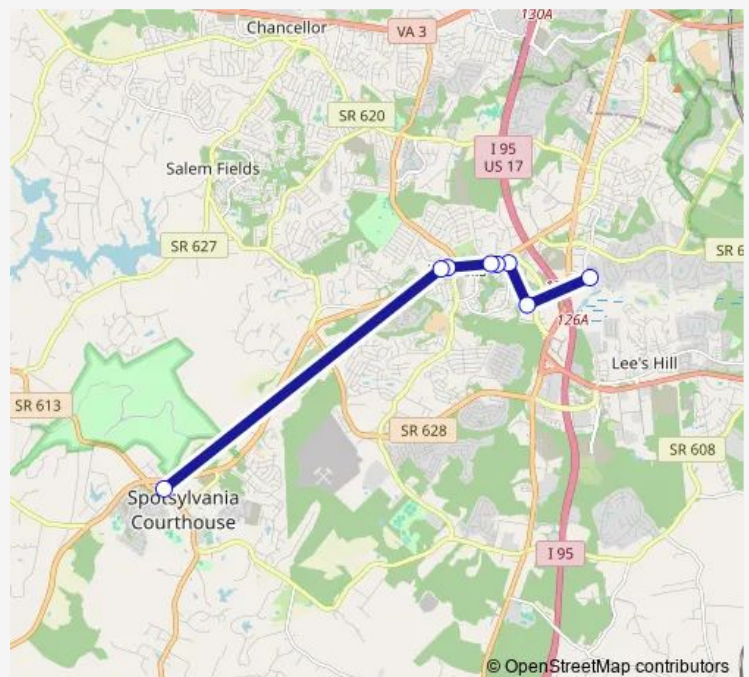 130A
Chancellor
VA 3
SR 620
I 95
US 17
Salem Fields
SR 627
SR 6
126A
Lee's Hill
SR 613
SR 628
SR 608
Spotsylvania
Courthouse
I 95
© OpenStreetMap contributors